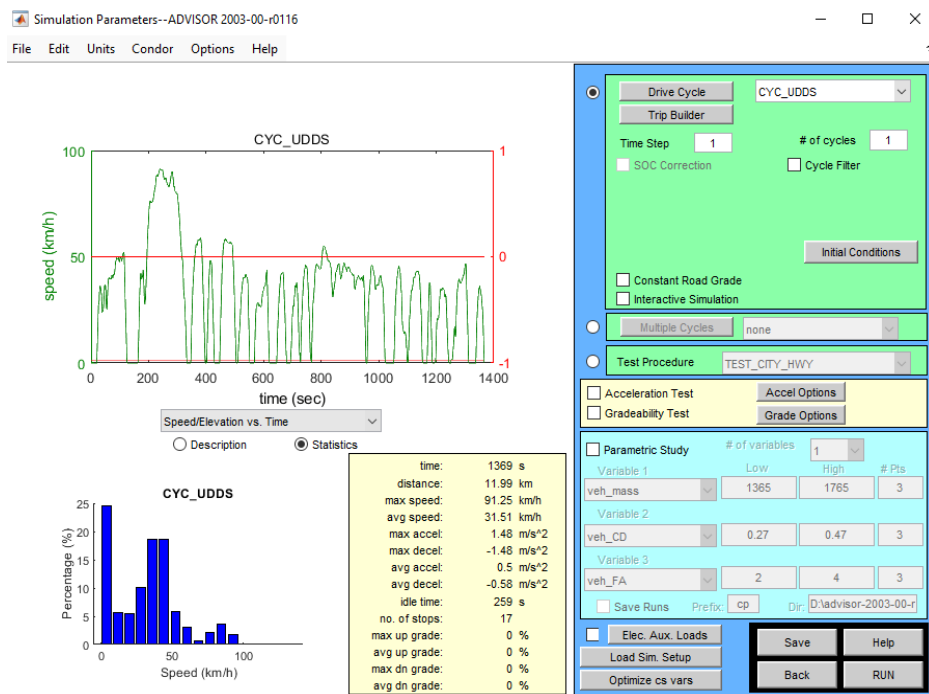 Simulation Parameters--ADVISOR 2003-00-r0116
File Edit Units Condor Options Help
CYC_UDDS
100
50
0
speed (km/h)
1
0
-1
0 200 400 600 800 1000 1200 1400
time (sec)
Speed/Elevation vs. Time
Description Statistics
CYC_UDDS
25
20
15
10
5
0
Percentage (%)
0 50 100
Speed (km/h)
time: 1369 s
distance: 11.99 km
max speed: 91.25 km/h
avg speed: 31.51 km/h
max accel: 1.48 m/s^2
max decel: -1.48 m/s^2
avg accel: 0.5 m/s^2
avg decel: -0.58 m/s^2
idle time: 259 s
no. of stops: 17
max up grade: 0 %
avg up grade: 0 %
max dn grade: 0 %
avg dn grade: 0 %
Drive Cycle CYC_UDDS
Trip Builder
Time Step 1 # of cycles 1
SOC Correction Cycle Filter
Initial Conditions
Constant Road Grade
Interactive Simulation
Multiple Cycles none
Test Procedure TEST_CITY_HWY
Acceleration Test Accel Options
Gradeability Test Grade Options
Parametric Study # of variables 1
Variable 1 Low High # Pts
veh_mass 1365 1765 3
Variable 2
veh_CD 0.27 0.47 3
Variable 3
veh_FA 2 4 3
Save Runs Prefix: cp Dir: D:\advisor-2003-00-r
Elec. Aux. Loads
Load Sim. Setup
Optimize cs vars
Save Help
Back RUN